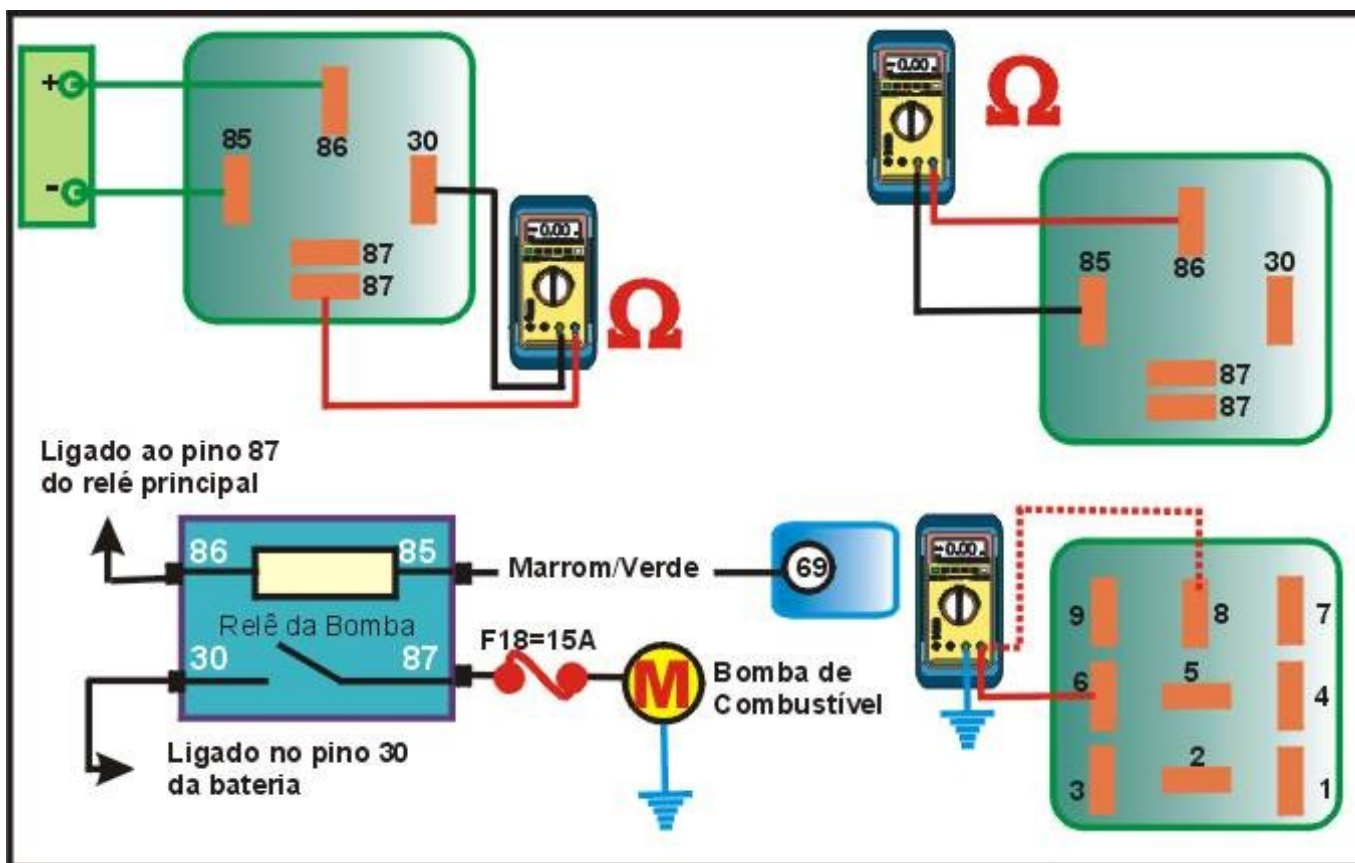 +
-
85
86
30
87
87
- 0.00
Ω
- 0.00
Ω
85
86
30
87
87
Ligado ao pino 87
do relé principal
86
85
Relê da Bomba
30
87
Marrom/Verde
69
F18=15A
M
Bomba de
Combustível
Ligado no pino 30
da bateria
- 0.00
9
8
7
6
5
4
3
2
1